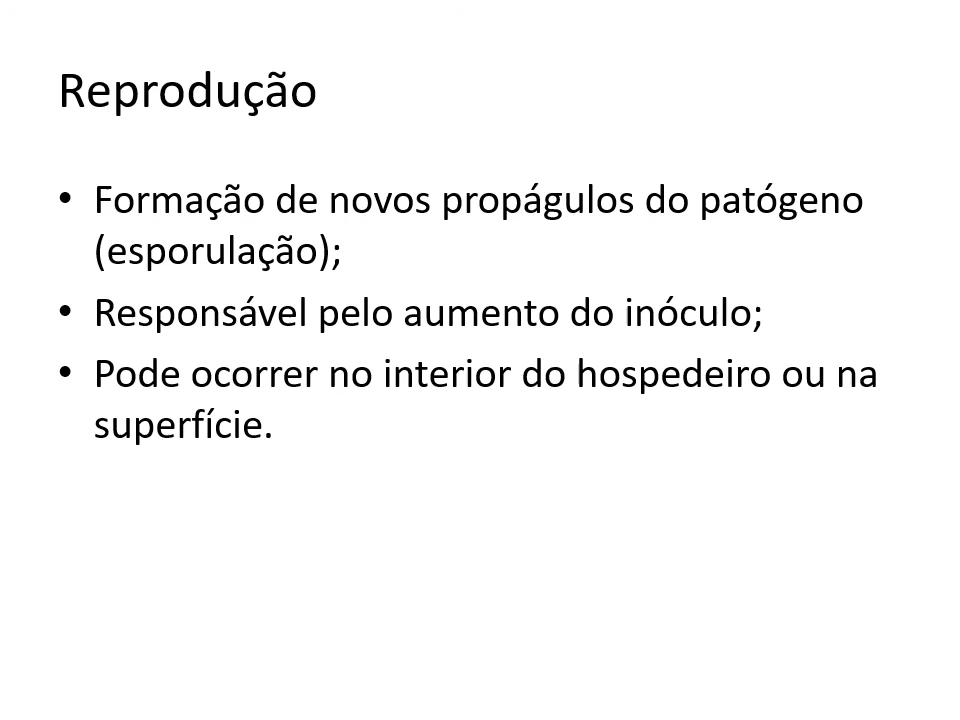 Reprodução
• Formação de novos propágulos do patógeno
(esporulação);
• Responsável pelo aumento do inóculo;
• Pode ocorrer no interior do hospedeiro ou na
superfície.